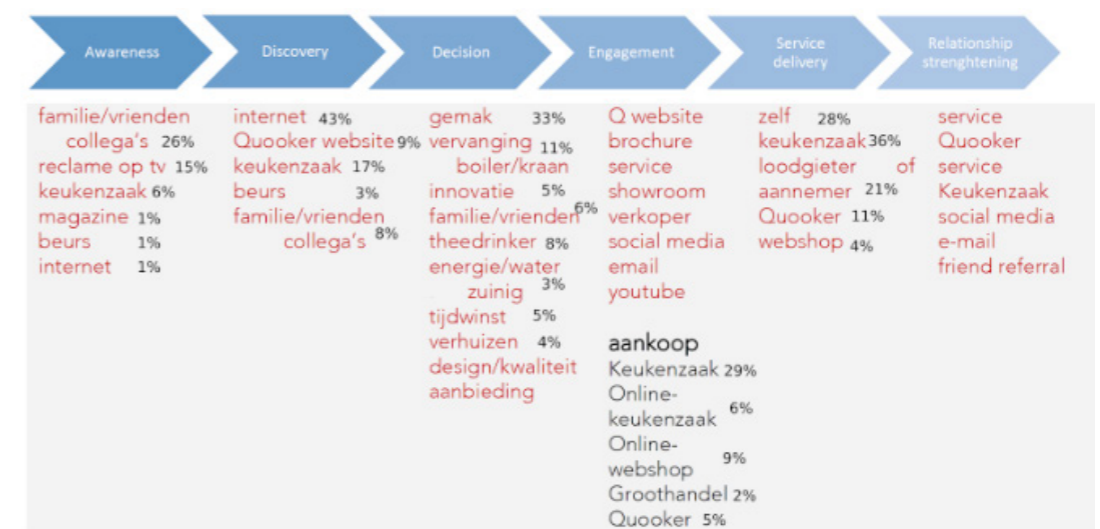 Awareness
Discovery
Decision
Engagement
Service
delivery
Relationship
strenghtening
familie/vrienden
collega's 26%
reclame op tv 15%
keukenzaak 6%
magazine 1%
beurs 1%
internet 1%
internet 43%
Quooker website 9%
keukenzaak 17%
beurs 3%
familie/vrienden
collega's 8%
gemak 33%
vervanging 11%
boiler/kraan
innovatie 5%
familie/vrienden 6%
theedrinker 8%
energie/water
zuinig 3%
tijdwinst 5%
verhuizen 4%
design/kwaliteit
aanbieding
Q website
brochure
service
showroom
verkoper
social media
email
youtube
aankoop
Keukenzaak 29%
Online-
keukenzaak 6%
Online-
webshop 9%
Groothandel 2%
Quooker 5%
zelf 28%
keukenzaak 36%
loodgieter of
aannemer 21%
Quooker 11%
webshop 4%
service
Quooker
service
Keukenzaak
social media
e-mail
friend referral